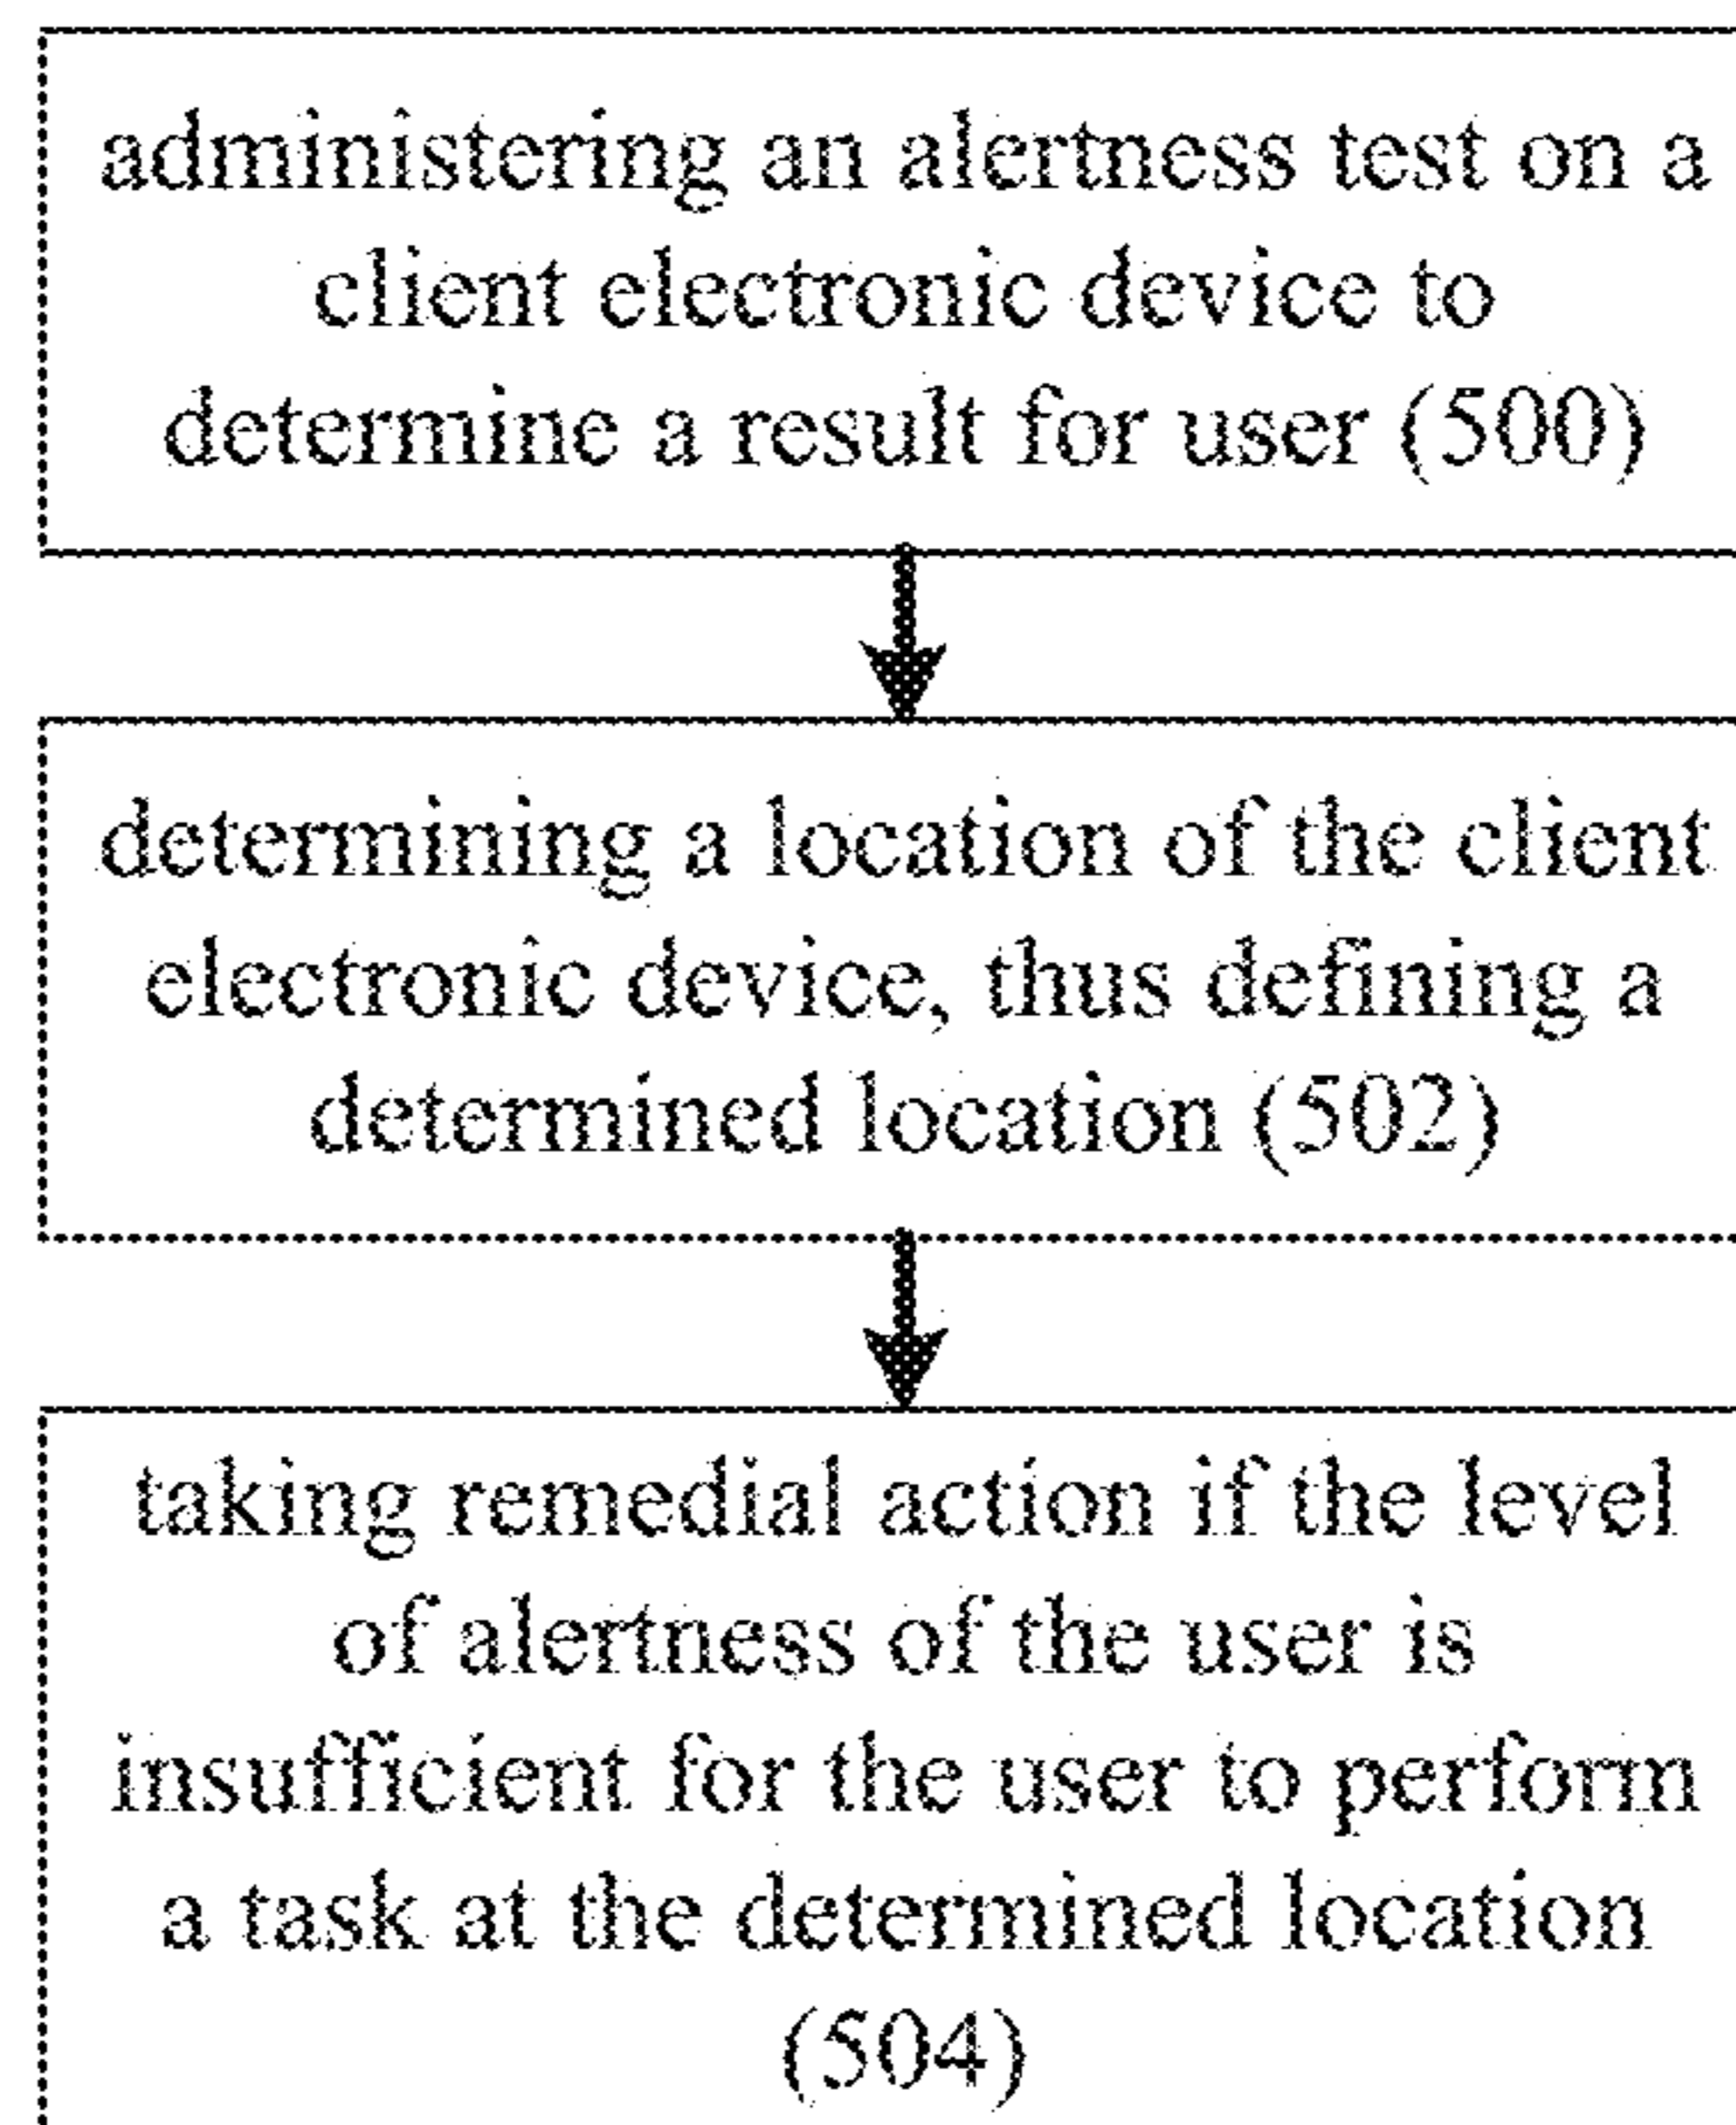 administering an alertness test on a
client electronic device to
determine a result for user (500)
determining a location of the client
electronic device, thus defining a
determined location (502)
taking remedial action if the level
of alertness of the user is
insufficient for the user to perform
a task at the determined location
(504)